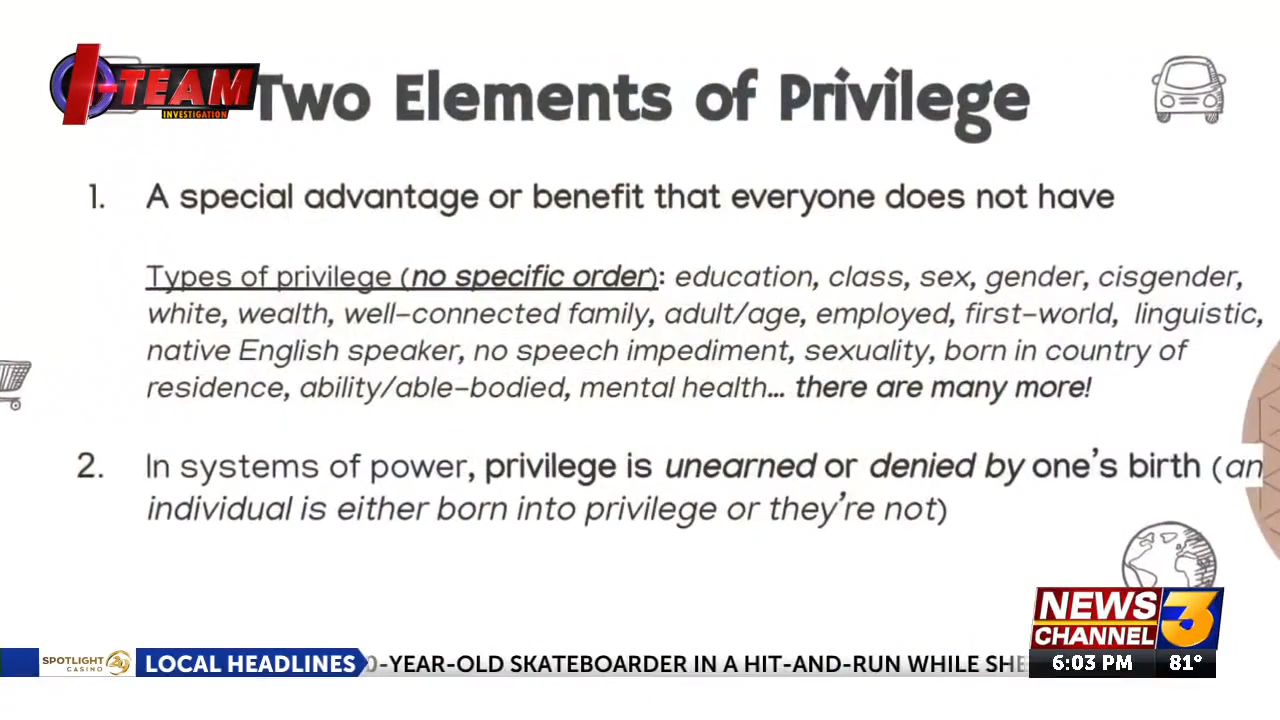 I-TEAM
INVESTIGATION
Two Elements of Privilege
1. A special advantage or benefit that everyone does not have
Types of privilege (no specific order): education, class, sex, gender, cisgender,
white, wealth, well-connected family, adult/age, employed, first-world, linguistic,
native English speaker, no speech impediment, sexuality, born in country of
residence, ability/able-bodied, mental health... there are many more!
2. In systems of power, privilege is unearned or denied by one's birth (an
individual is either born into privilege or they're not)
NEWS
CHANNEL 3
SPOTLIGHT 29
CASINO
LOCAL HEADLINES
0-YEAR-OLD SKATEBOARDER IN A HIT-AND-RUN WHILE SHE
6:03 PM 81°